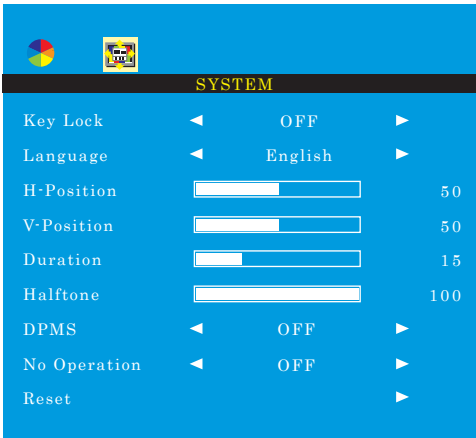 SYSTEM
Key Lock OFF
Language English
H-Position 50
V-Position 50
Duration 15
Halftone 100
DPMS OFF
No Operation OFF
Reset